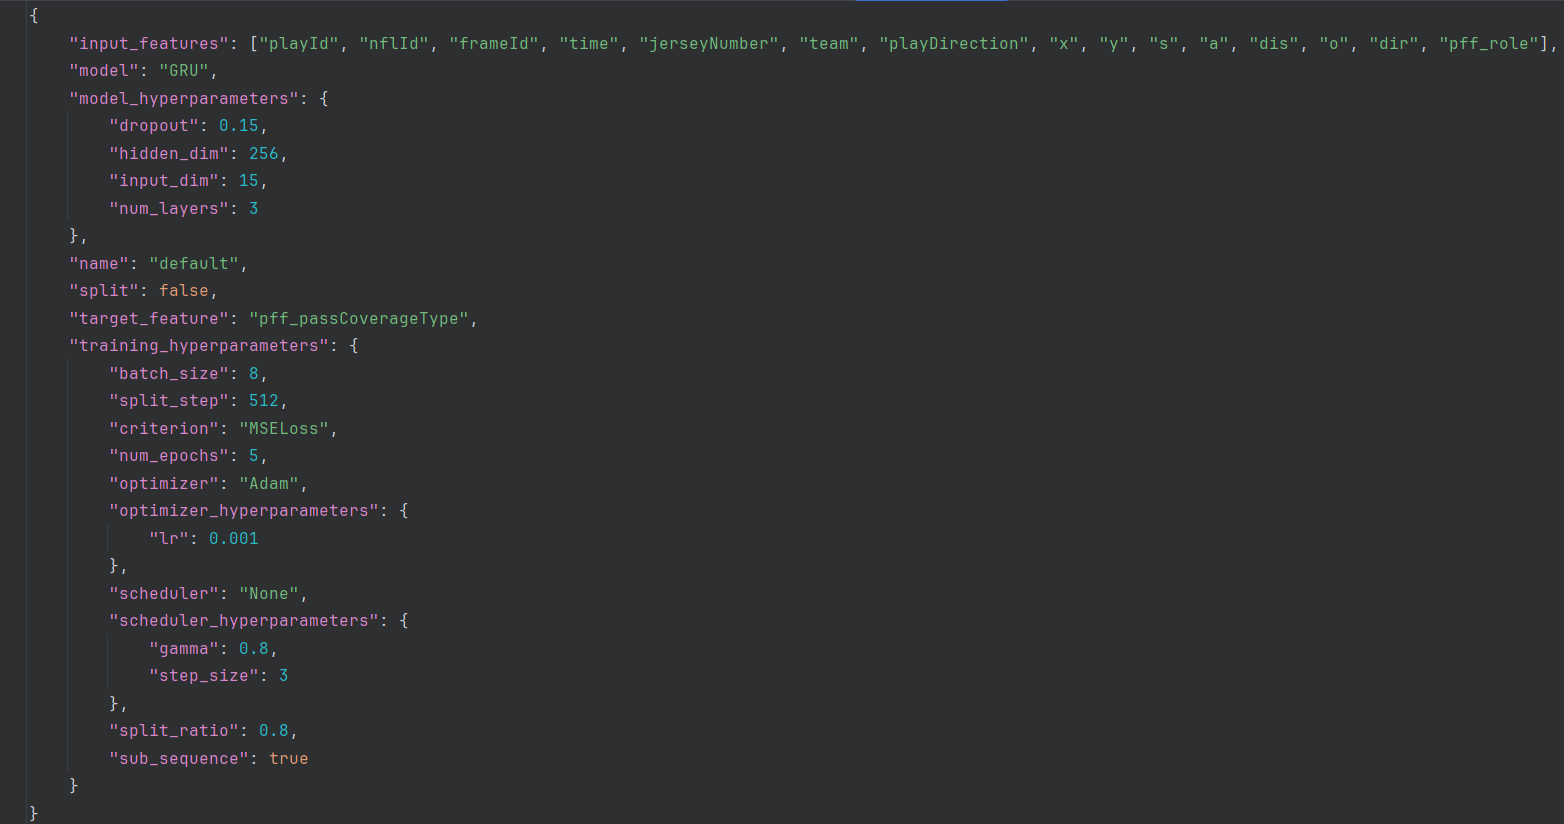 {
"input_features": ["playId", "nflId", "frameId", "time", "jerseyNumber", "team", "playDirection", "x", "y", "s", "a", "dis", "o", "dir", "pff_role"],
"model": "GRU",
"model_hyperparameters": {
"dropout": 0.15,
"hidden_dim": 256,
"input_dim": 15,
"num_layers": 3
},
"name": "default",
"split": false,
"target_feature": "pff_passCoverageType",
"training_hyperparameters": {
"batch_size": 8,
"split_step": 512,
"criterion": "MSELoss",
"num_epochs": 5,
"optimizer": "Adam",
"optimizer_hyperparameters": {
"lr": 0.001
},
"scheduler": "None",
"scheduler_hyperparameters": {
"gamma": 0.8,
"step_size": 3
},
"split_ratio": 0.8,
"sub_sequence": true
}
}